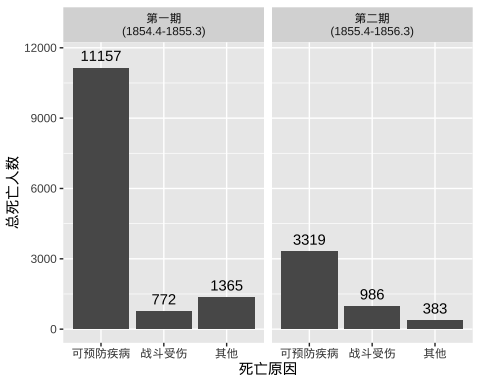 第一期
(1854.4-1855.3)
第二期
(1855.4-1856.3)
总死亡人数
12000
9000
6000
3000
0
11157
772
1365
3319
986
383
可预防疾病 战斗受伤 其他
可预防疾病 战斗受伤 其他
死亡原因